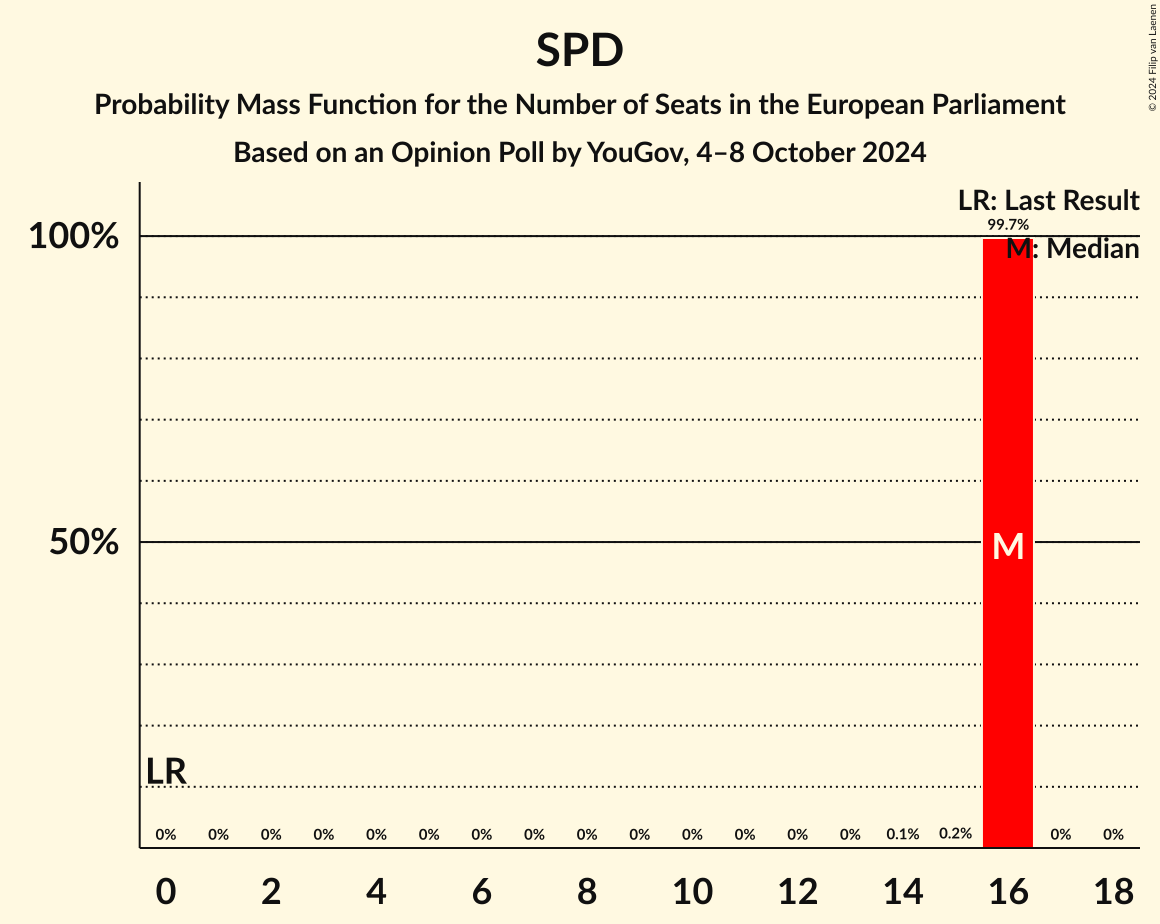 SPD
Probability Mass Function for the Number of Seats in the European Parliament
Based on an Opinion Poll by YouGov, 4–8 October 2024
© 2024 Filip van Laenen
LR: Last Result
M: Median
100%
50%
99.7%
M
LR
0% 0% 0% 0% 0% 0% 0% 0% 0% 0% 0% 0% 0% 0% 0.1% 0.2% 0% 0%
0 2 4 6 8 10 12 14 16 18